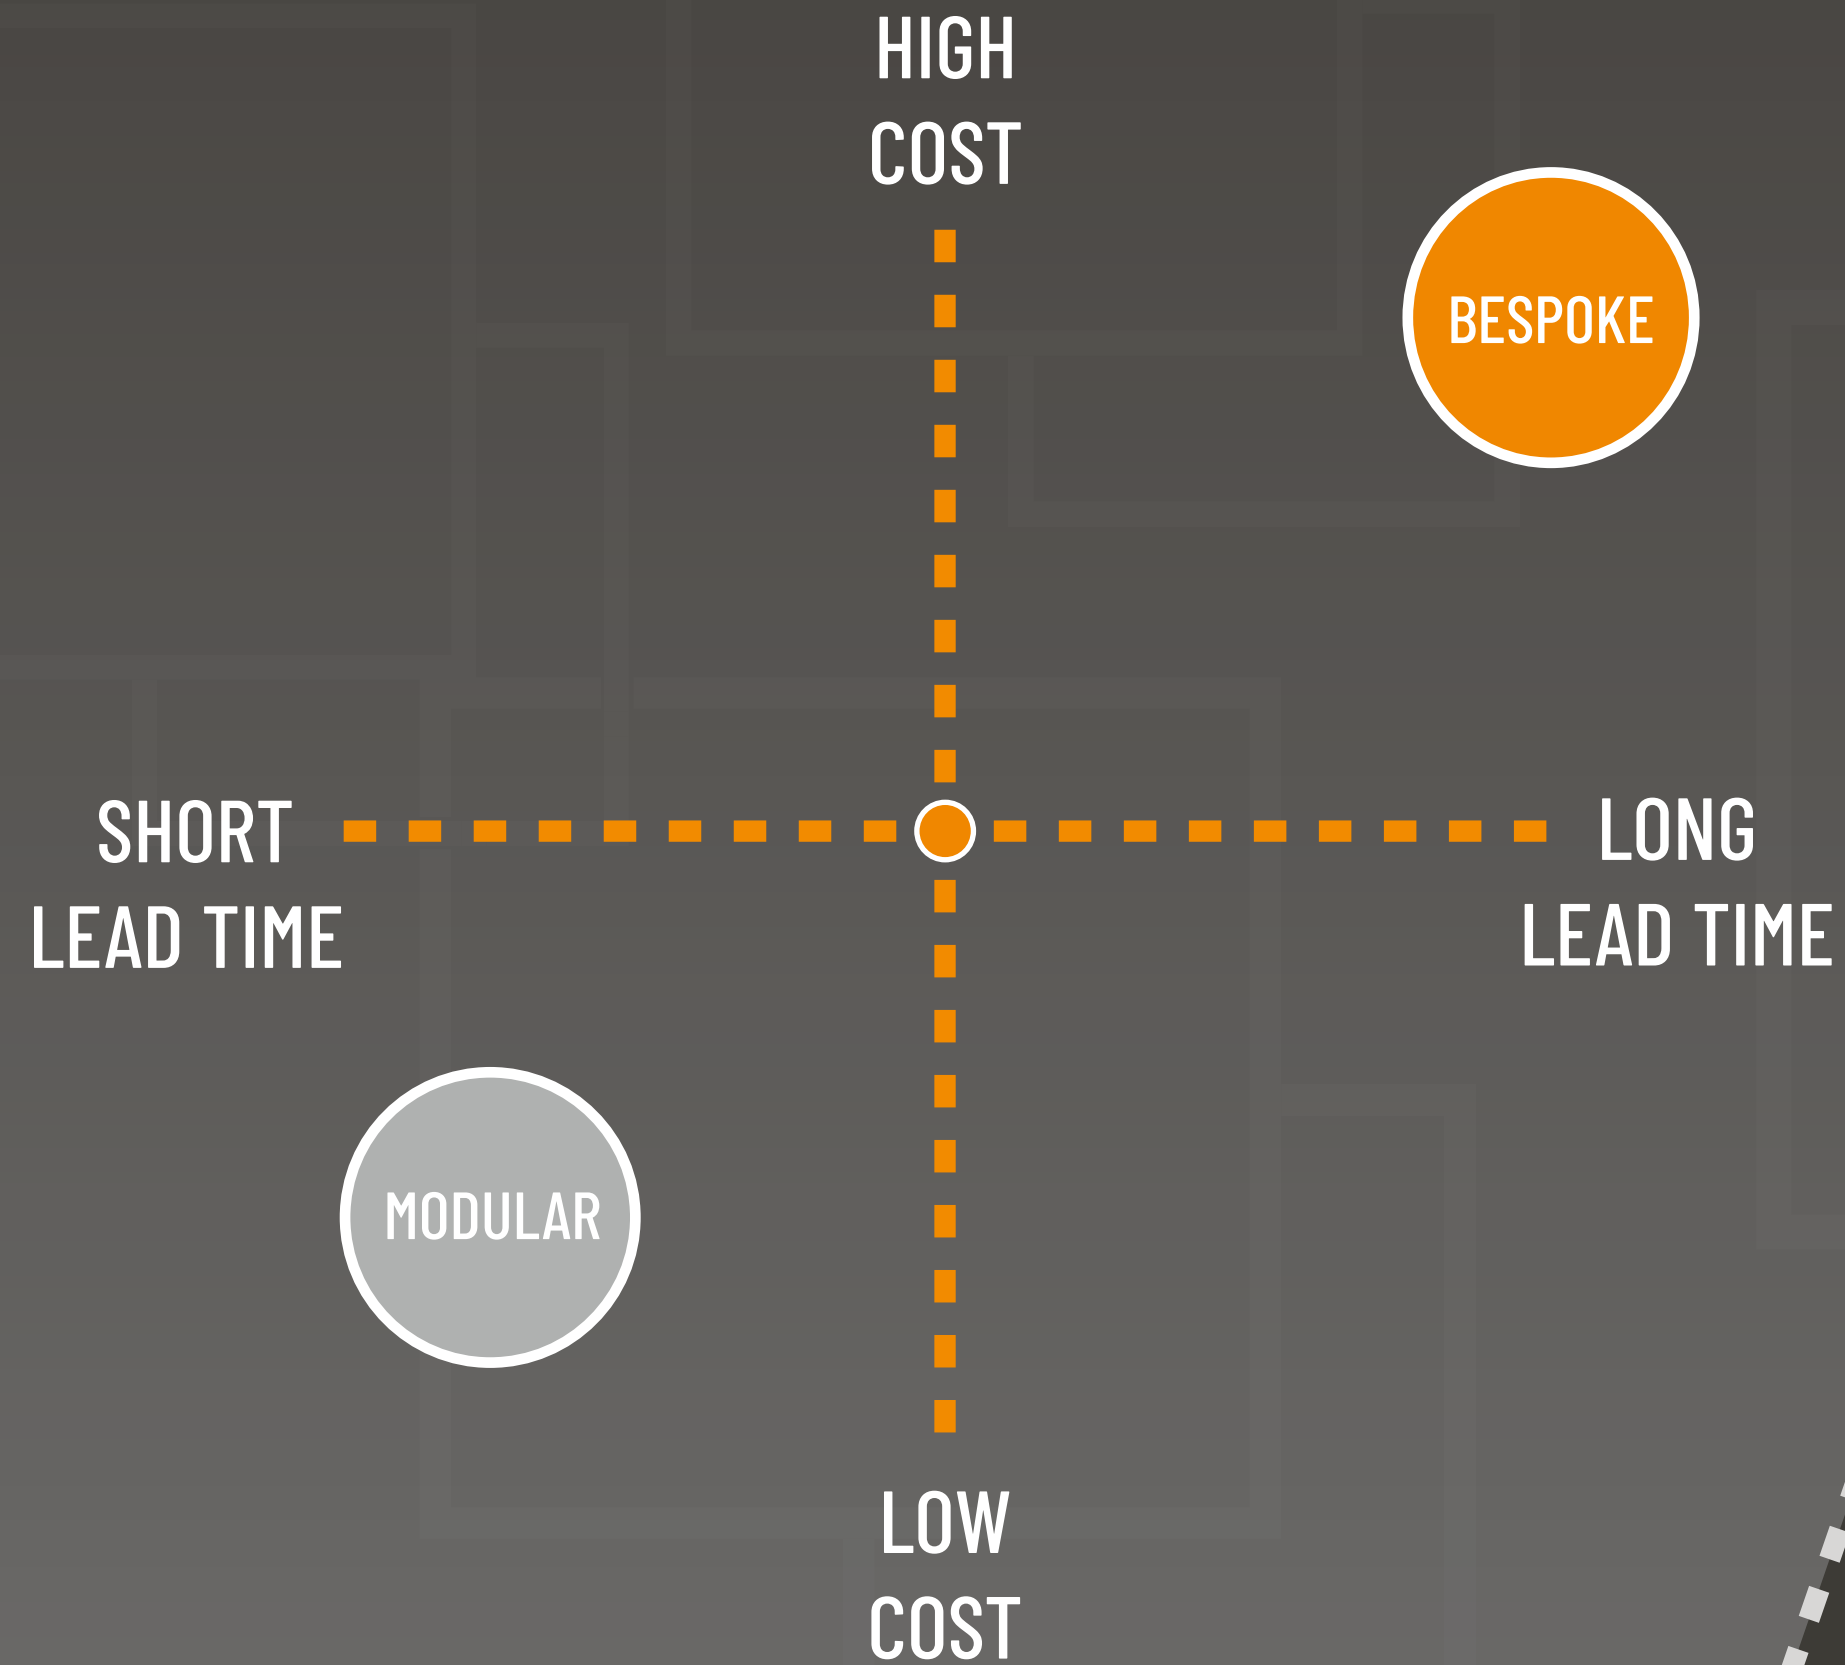 HIGH
COST
BESPOKE
SHORT
LEAD TIME
LONG
LEAD TIME
MODULAR
LOW
COST